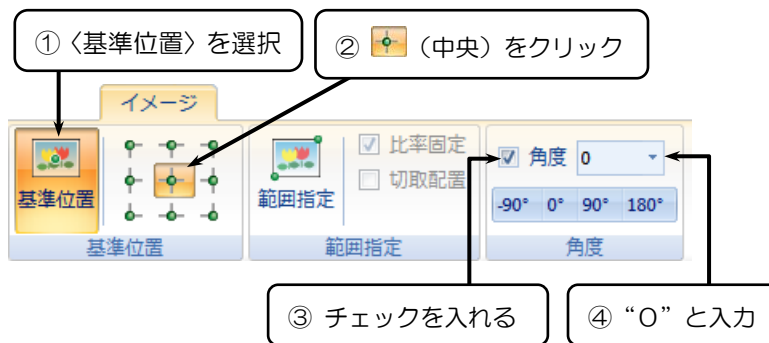 ①〈基準位置〉を選択
② （中央）をクリック
イメージ
基準位置
範囲指定
比率固定
切取配置
角度 0
-90° 0° 90° 180°
基準位置
範囲指定
角度
③ チェックを入れる
④ “０”と入力